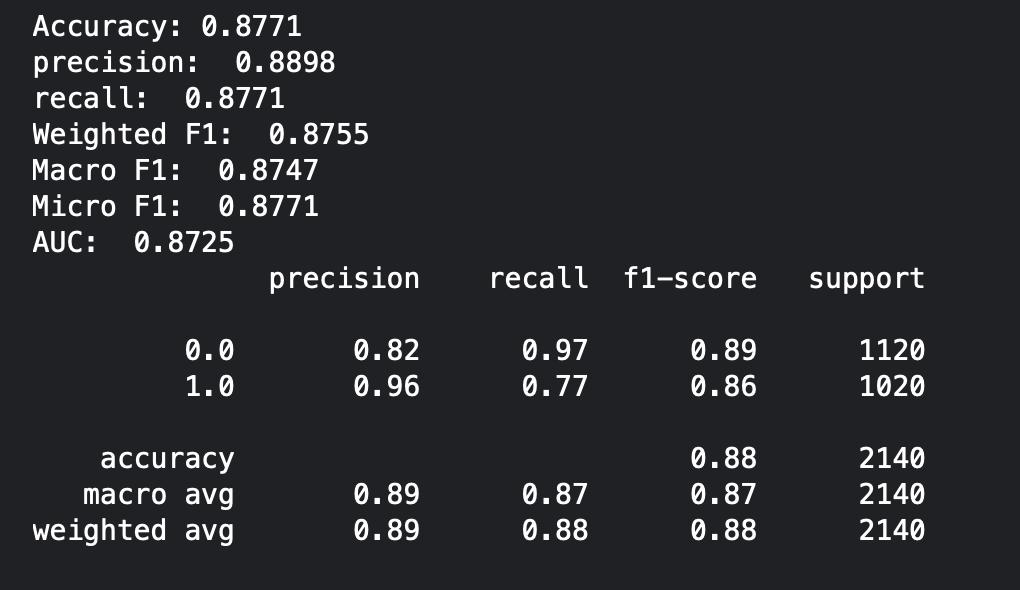 Accuracy: 0.8771
precision:  0.8898
recall:  0.8771
Weighted F1:  0.8755
Macro F1:  0.8747
Micro F1:  0.8771
AUC:  0.8725
              precision    recall  f1-score   support

         0.0       0.82      0.97      0.89      1120
         1.0       0.96      0.77      0.86      1020

    accuracy                           0.88      2140
   macro avg       0.89      0.87      0.87      2140
weighted avg       0.89      0.88      0.88      2140